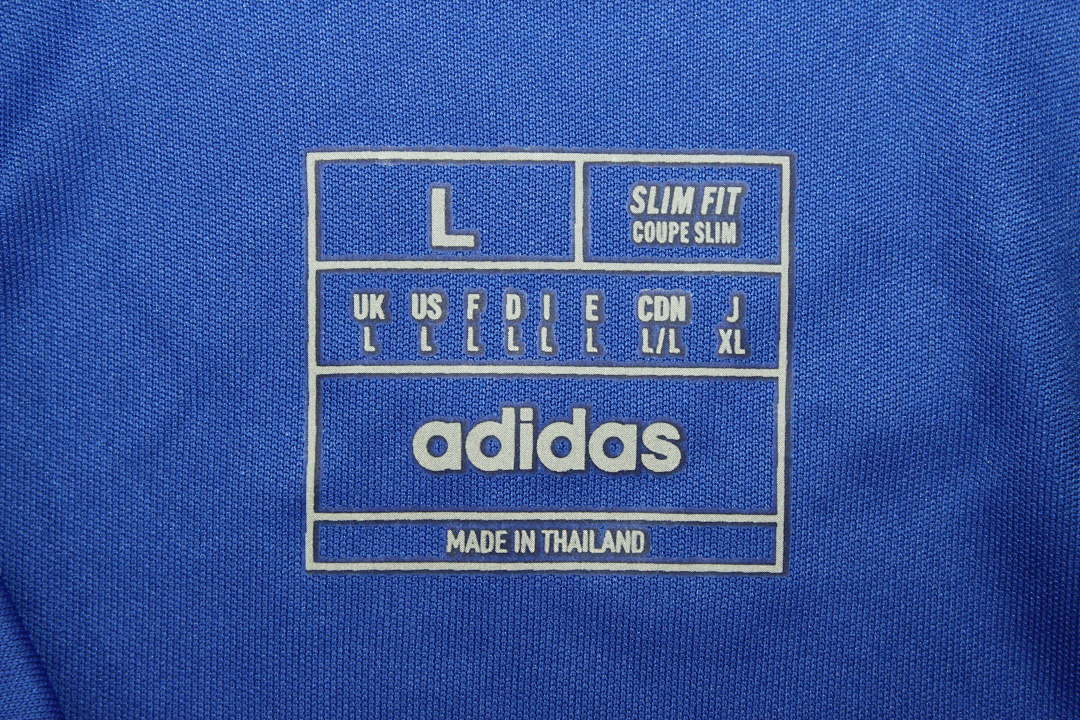 L
SLIM FIT
COUPE SLIM
UK US F D I E CDN J
L L L L L L L/L XL
adidas
MADE IN THAILAND